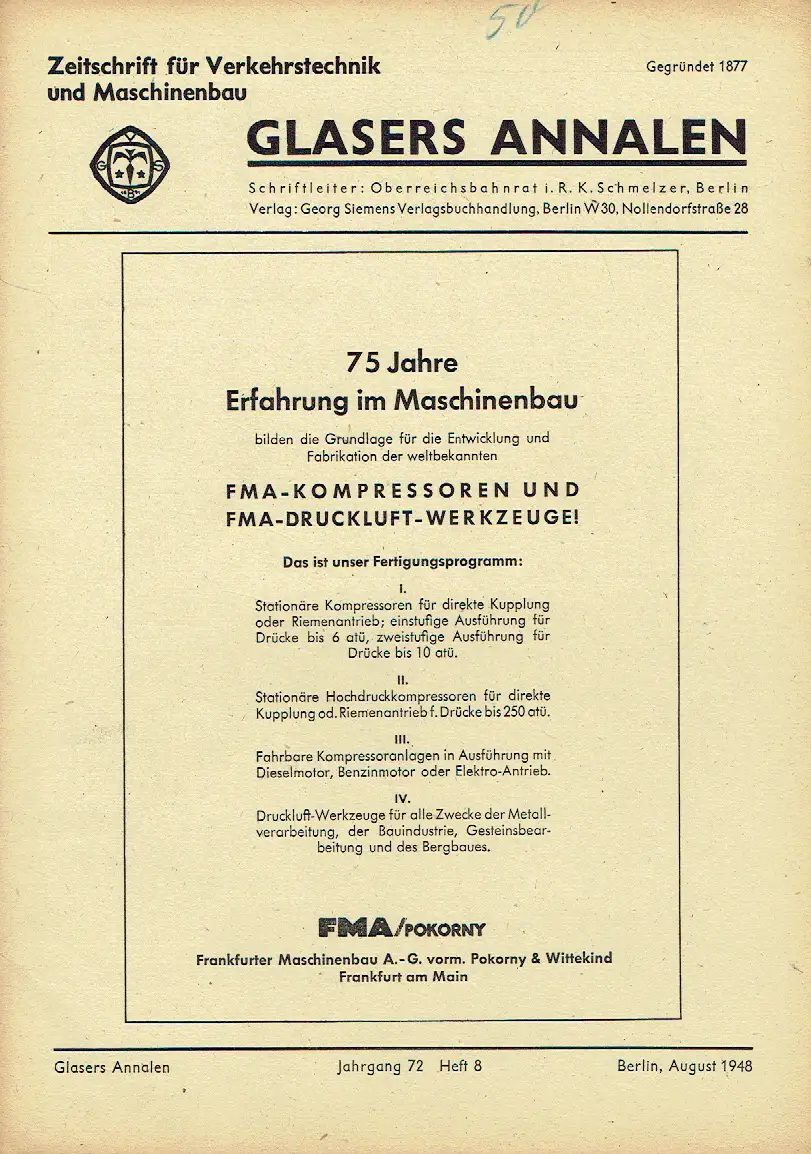 50
Zeitschrift für Verkehrstechnik
und Maschinenbau
Gegründet 1877
GLASERS ANNALEN
V
G S
"B"
Schriftleiter: Oberreichsbahnrat i. R. K. Schmelzer, Berlin
Verlag: Georg Siemens Verlagsbuchhandlung, Berlin W 30, Nollendorfstraße 28
75 Jahre
Erfahrung im Maschinenbau
bilden die Grundlage für die Entwicklung und
Fabrikation der weltbekannten
FMA-KOMPRESSOREN UND
FMA-DRUCKLUFT-WERKZEUGE!
Das ist unser Fertigungsprogramm:
I.
Stationäre Kompressoren für direkte Kupplung
oder Riemenantrieb; einstufige Ausführung für
Drücke bis 6 atü, zweistufige Ausführung für
Drücke bis 10 atü.
II.
Stationäre Hochdruckkompressoren für direkte
Kupplung od. Riemenantrieb f. Drücke bis 250 atü.
III.
Fahrbare Kompressoranlagen in Ausführung mit
Dieselmotor, Benzinmotor oder Elektro-Antrieb.
IV.
Druckluft-Werkzeuge für alle Zwecke der Metall-
verarbeitung, der Bauindustrie, Gesteinsbear-
beitung und des Bergbaues.
FMA/POKORNY
Frankfurter Maschinenbau A.-G. vorm. Pokorny & Wittekind
Frankfurt am Main
Glasers Annalen
Jahrgang 72 Heft 8
Berlin, August 1948